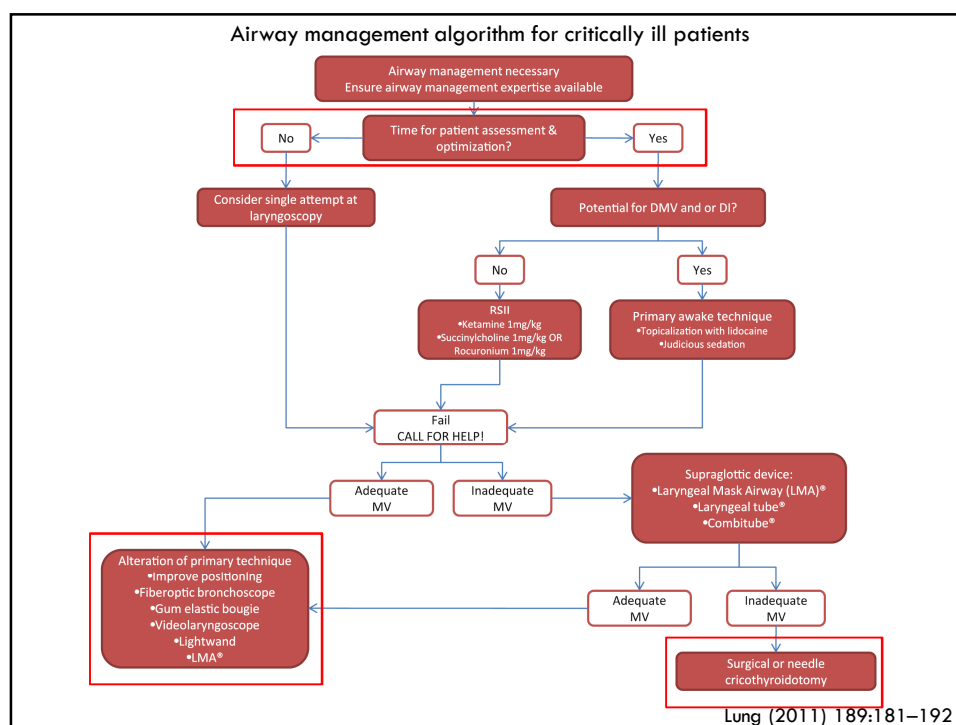 Airway management algorithm for critically ill patients
Airway management necessary
Ensure airway management expertise available
No
Time for patient assessment &
optimization?
Yes
Consider single attempt at
laryngoscopy
Potential for DMV and or DI?
No
Yes
RSII
•Ketamine 1mg/kg
•Succinylcholine 1mg/kg OR
Rocuronium 1mg/kg
Primary awake technique
•Topicalization with lidocaine
•Judicious sedation
Fail
CALL FOR HELP!
Adequate
MV
Inadequate
MV
Supraglottic device:
•Laryngeal Mask Airway (LMA)®
•Laryngeal tube®
•Combitube®
Alteration of primary technique
•Improve positioning
•Fiberoptic bronchoscope
•Gum elastic bougie
•Videolaryngoscope
•Lightwand
•LMA®
Adequate
MV
Inadequate
MV
Surgical or needle
cricothyroidotomy
Lung (2011) 189:181–192